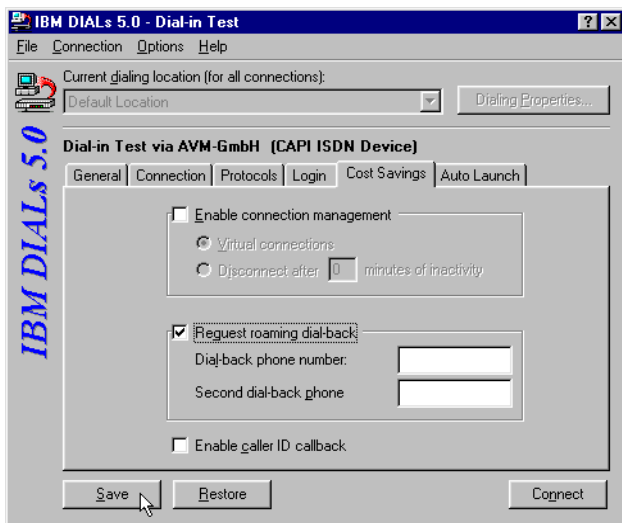 IBM DIALs 5.0 - Dial-in Test
File Connection Options Help
Current dialing location (for all connections):
Default Location
Dialing Properties...
IBM DIALs 5.0
Dial-in Test via AVM-GmbH (CAPI ISDN Device)
General Connection Protocols Login Cost Savings Auto Launch
Enable connection management
Virtual connections
Disconnect after 0 minutes of inactivity
Request roaming dial-back
Dial-back phone number:
Second dial-back phone
Enable caller ID callback
Save Restore Connect